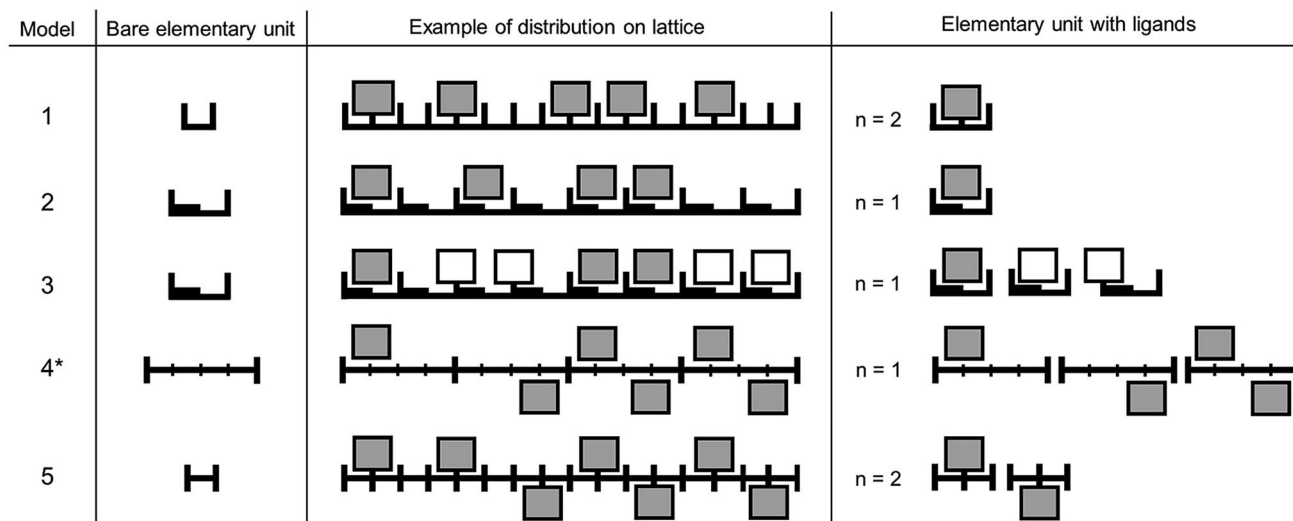 Model Bare elementary unit Example of distribution on lattice Elementary unit with ligands
1 n = 2
2 n = 1
3 n = 1
4* n = 1
5 n = 2